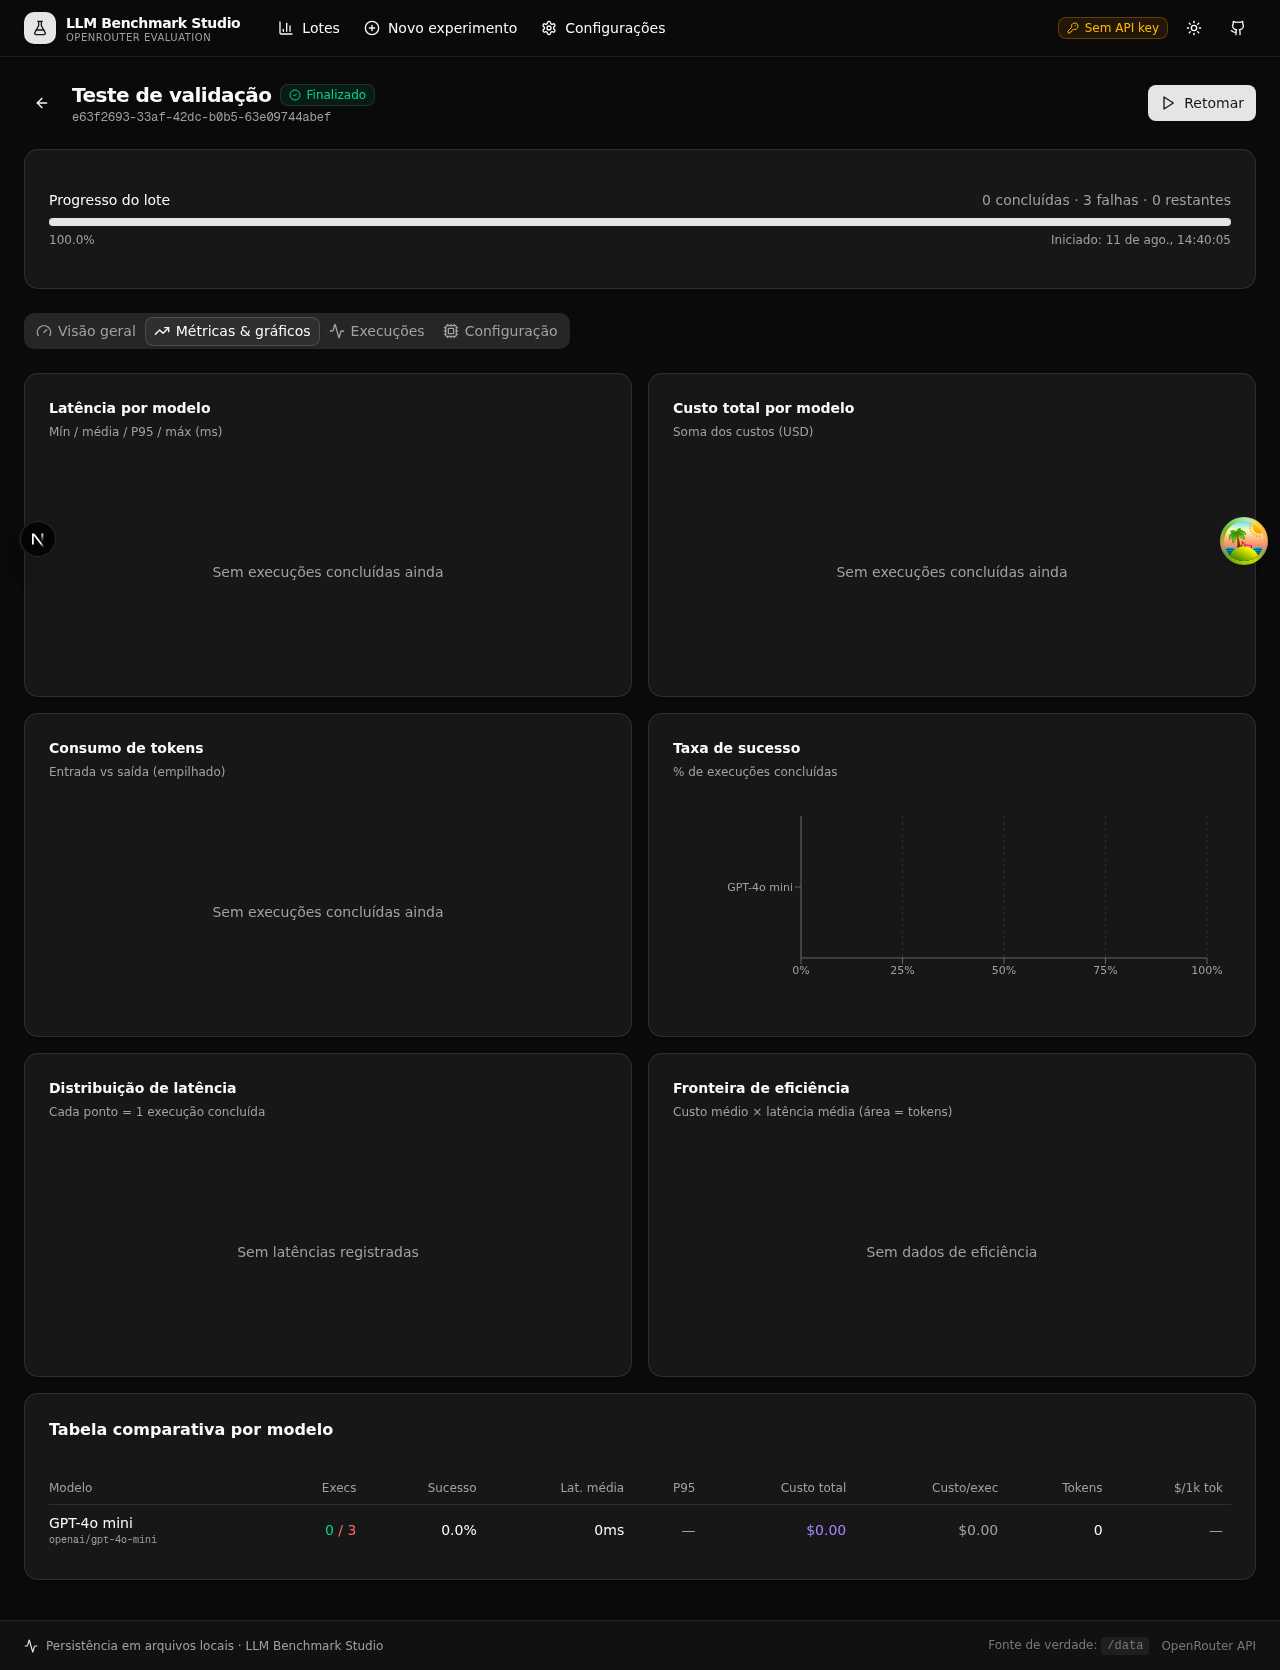 LLM Benchmark Studio
OPENROUTER EVALUATION
Lotes
Novo experimento
Configurações
Sem API key
Teste de validação
Finalizado
e63f2693-33af-42dc-b0b5-63e09744abef
Retomar
Progresso do lote
0 concluídas · 3 falhas · 0 restantes
100.0%
Iniciado: 11 de ago., 14:40:05
Visão geral
Métricas & gráficos
Execuções
Configuração
Latência por modelo
Mín / média / P95 / máx (ms)
Sem execuções concluídas ainda
Custo total por modelo
Soma dos custos (USD)
Sem execuções concluídas ainda
N
Consumo de tokens
Entrada vs saída (empilhado)
Sem execuções concluídas ainda
Taxa de sucesso
% de execuções concluídas
GPT-4o mini
0% 25% 50% 75% 100%
Distribuição de latência
Cada ponto = 1 execução concluída
Sem latências registradas
Fronteira de eficiência
Custo médio × latência média (área = tokens)
Sem dados de eficiência
Tabela comparativa por modelo
Modelo Execs Sucesso Lat. média P95 Custo total Custo/exec Tokens $/1k tok
GPT-4o mini 0 / 3 0.0% 0ms — $0.00 $0.00 0 —
openai/gpt-4o-mini
Persistência em arquivos locais · LLM Benchmark Studio
Fonte de verdade: /data OpenRouter API